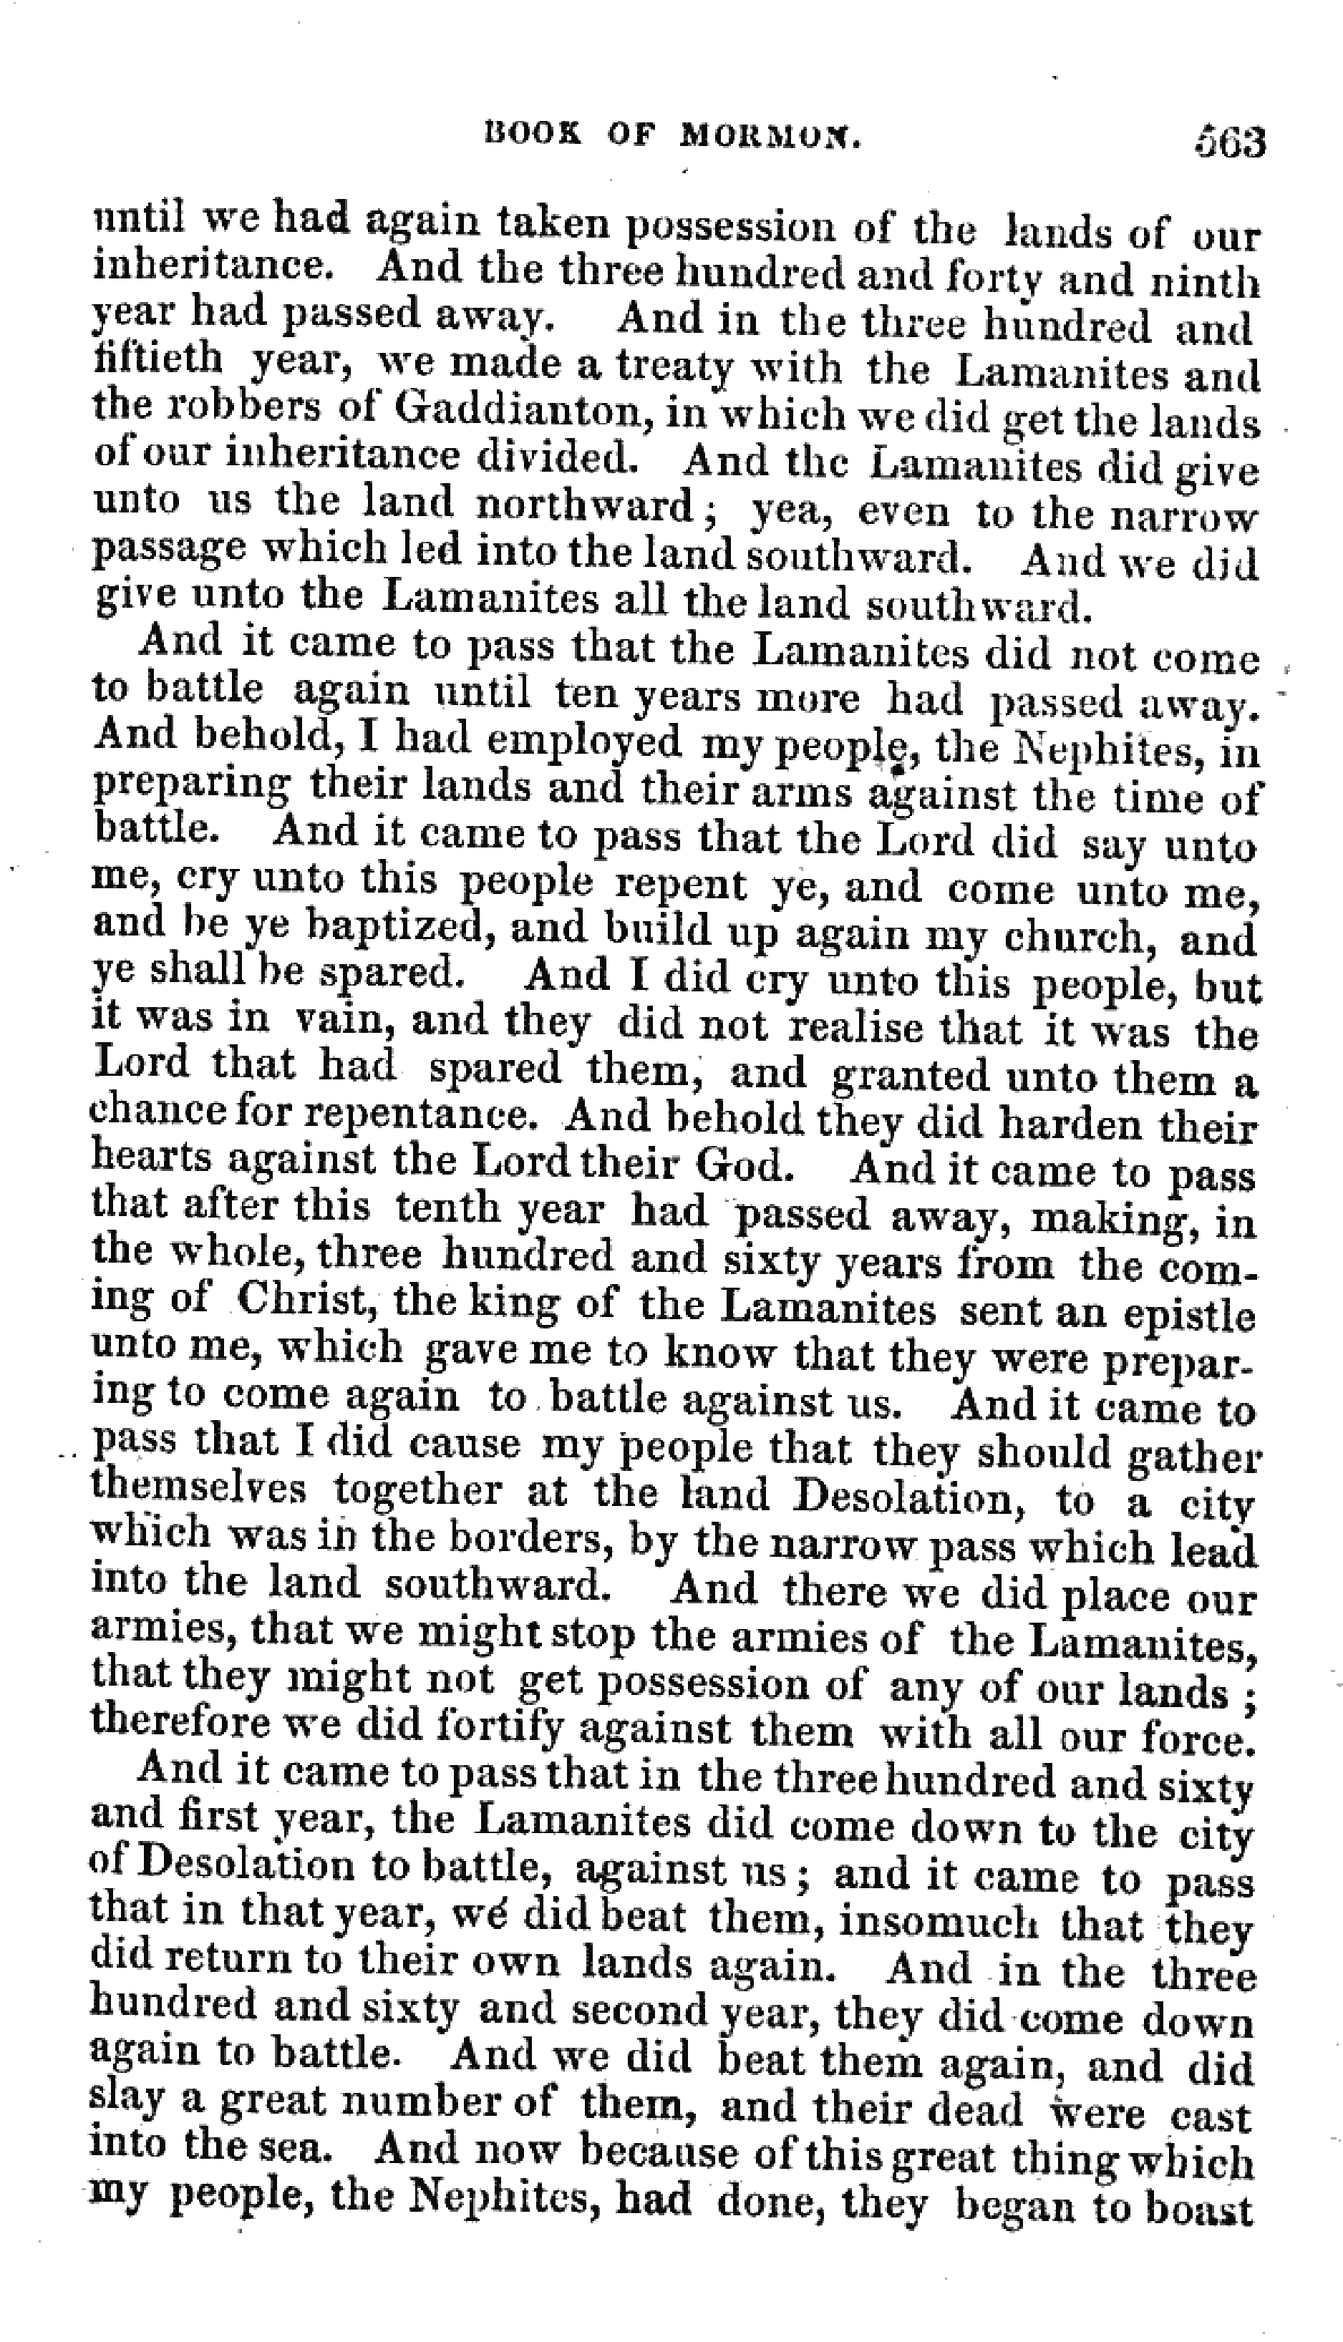 BOOK OF MORMON. 563
until we had again taken possession of the lands of our
inheritance. And the three hundred and forty and ninth
year had passed away. And in the three hundred and
fiftieth year, we made a treaty with the Lamanites and
the robbers of Gaddianton, in which we did get the lands
of our inheritance divided. And the Lamanites did give
unto us the land northward; yea, even to the narrow
passage which led into the land southward. And we did
give unto the Lamanites all the land southward.
And it came to pass that the Lamanites did not come
to battle again until ten years more had passed away.
And behold, I had employed my people, the Nephites, in
preparing their lands and their arms against the time of
battle. And it came to pass that the Lord did say unto
me, cry unto this people repent ye, and come unto me,
and be ye baptized, and build up again my church, and
ye shall be spared. And I did cry unto this people, but
it was in vain, and they did not realise that it was the
Lord that had spared them, and granted unto them a
chance for repentance. And behold they did harden their
hearts against the Lord their God. And it came to pass
that after this tenth year had passed away, making, in
the whole, three hundred and sixty years from the com-
ing of Christ, the king of the Lamanites sent an epistle
unto me, which gave me to know that they were prepar-
ing to come again to battle against us. And it came to
pass that I did cause my people that they should gather
themselves together at the land Desolation, to a city
which was in the borders, by the narrow pass which lead
into the land southward. And there we did place our
armies, that we might stop the armies of the Lamanites,
that they might not get possession of any of our lands;
therefore we did fortify against them with all our force.
And it came to pass that in the three hundred and sixty
and first year, the Lamanites did come down to the city
of Desolation to battle, against us; and it came to pass
that in that year, we did beat them, insomuch that they
did return to their own lands again. And in the three
hundred and sixty and second year, they did come down
again to battle. And we did beat them again, and did
slay a great number of them, and their dead were cast
into the sea. And now because of this great thing which
my people, the Nephites, had done, they began to boast